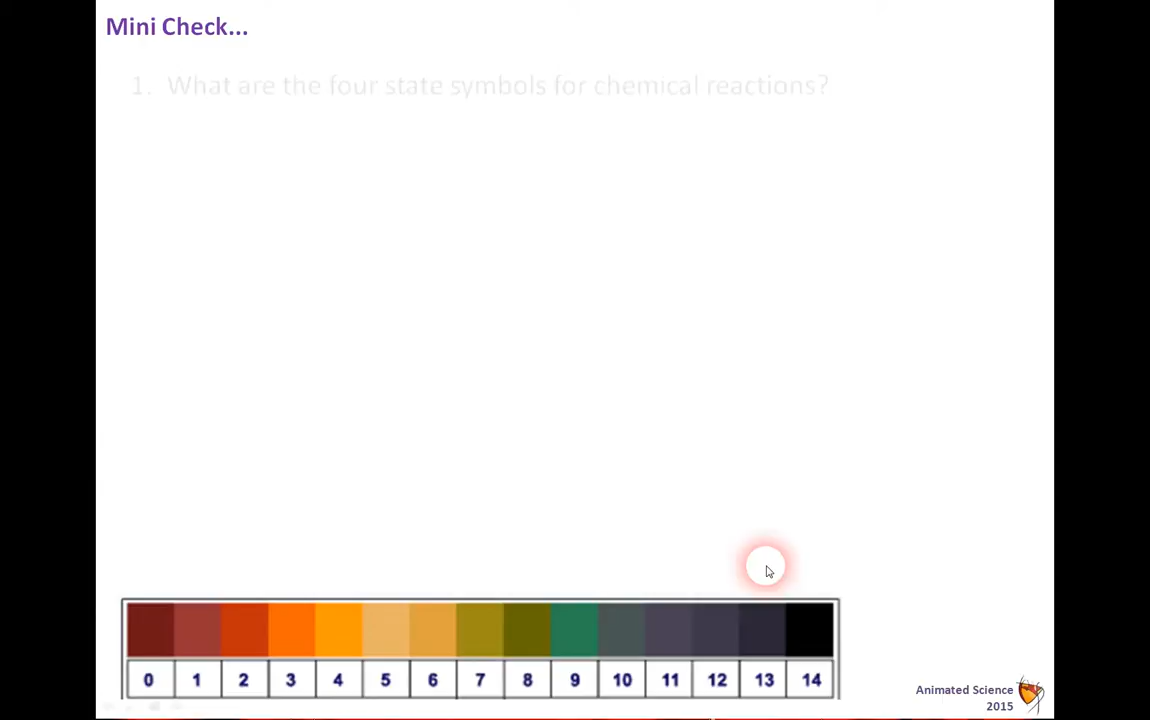 Mini Check...
1. What are the four state symbols for chemical reactions?
0 1 2 3 4 5 6 7 8 9 10 11 12 13 14
Animated Science
2015